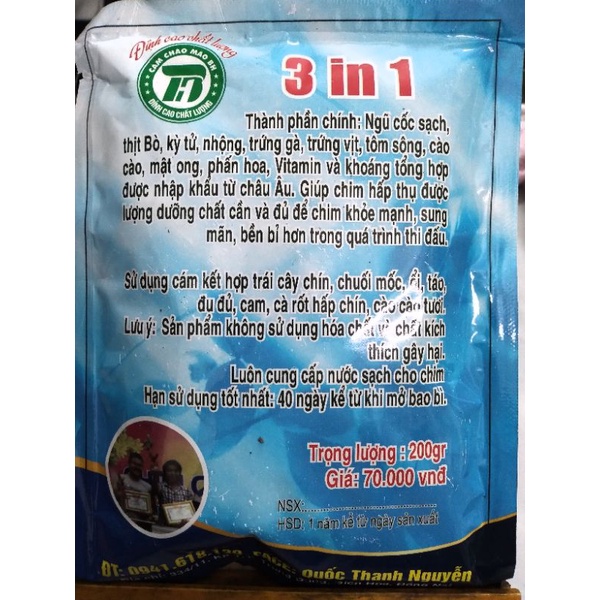 Đỉnh cao chất lượng
CÁM CHÀO MÀO BH
ĐỈNH CAO CHẤT LƯỢNG
3 in 1
Thành phần chính: Ngũ cốc sạch,
thịt Bò, kỳ tử, nhộng, trứng gà, trứng vịt, tôm sông, cào
cào, mật ong, phấn hoa, Vitamin và khoáng tổng hợp
được nhập khẩu từ châu Âu. Giúp chim hấp thụ được
lượng dưỡng chất cần và đủ để chim khỏe mạnh, sung
mãn, bền bỉ hơn trong quá trình thi đấu.
Sử dụng cám kết hợp trái cây chín, chuối mốc, ổi, táo,
đu đủ, cam, cà rốt hấp chín, cào cào tươi.
Lưu ý: Sản phẩm không sử dụng hóa chất và chất kích
thích gây hại.
Luôn cung cấp nước sạch cho chim.
Hạn sử dụng tốt nhất: 40 ngày kể từ khi mở bao bì.
Trọng lượng : 200gr
Giá: 70.000 vnđ
NSX:
HSD: 1 năm kể từ ngày sản xuất
ĐT: 0941.618. Quốc Thanh Nguyễn